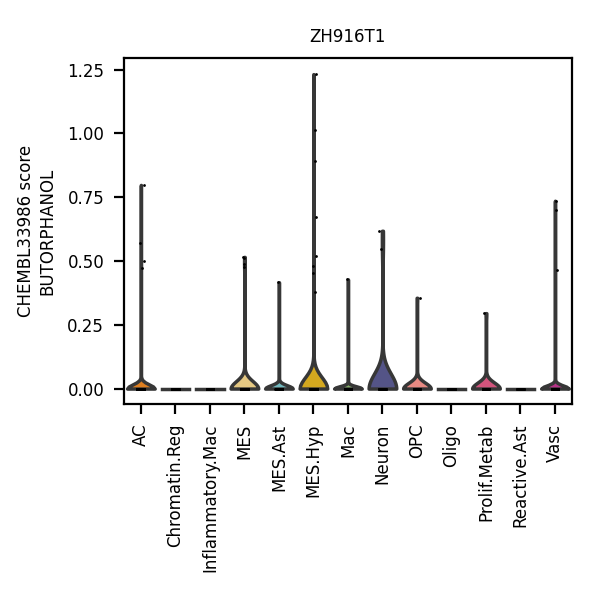 ZH916T1
CHEMBL33986 score
BUTORPHANOL
1.25
1.00
0.75
0.50
0.25
0.00
AC
Chromatin.Reg
Inflammatory.Mac
MES
MES.Ast
MES.Hyp
Mac
Neuron
OPC
Oligo
Prolif.Metab
Reactive.Ast
Vasc